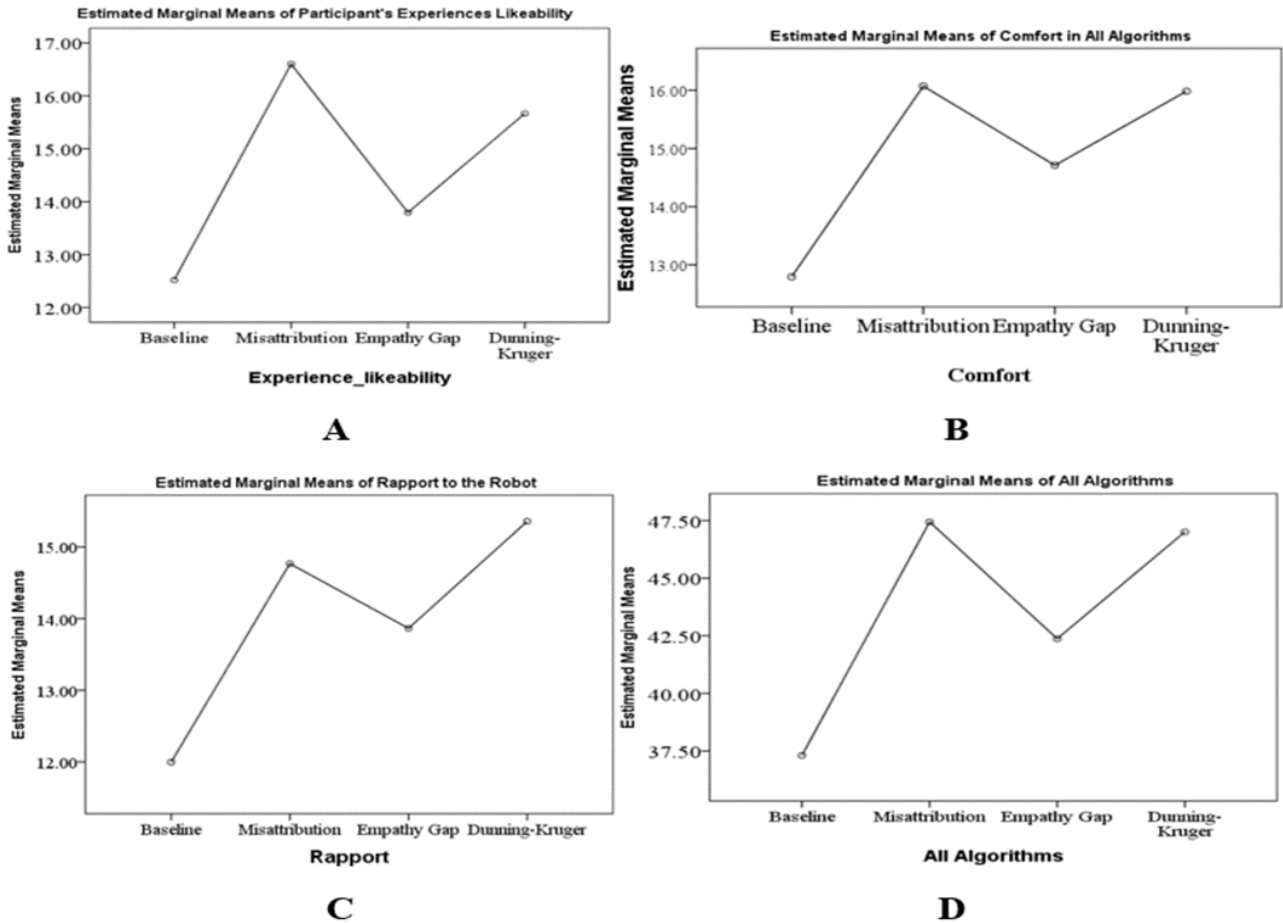 Estimated Marginal Means of Participant's Experiences Likeability
Estimated Marginal Means
17.00
16.00
15.00
14.00
13.00
12.00
Baseline
Misattribution
Empathy Gap
Dunning-
Kruger
Experience_likeability
A
Estimated Marginal Means of Comfort in All Algorithms
Estimated Marginal Means
16.00
15.00
14.00
13.00
Baseline
Misattribution
Empathy Gap
Dunning-
Kruger
Comfort
B
Estimated Marginal Means of Rapport to the Robot
Estimated Marginal Means
15.00
14.00
13.00
12.00
Baseline
Misattribution
Empathy Gap
Dunning-Kruger
Rapport
C
Estimated Marginal Means of All Algorithms
Estimated Marginal Means
47.50
45.00
42.50
40.00
37.50
Baseline
Misattribution
Empathy Gap
Dunning-
Kruger
All Algorithms
D